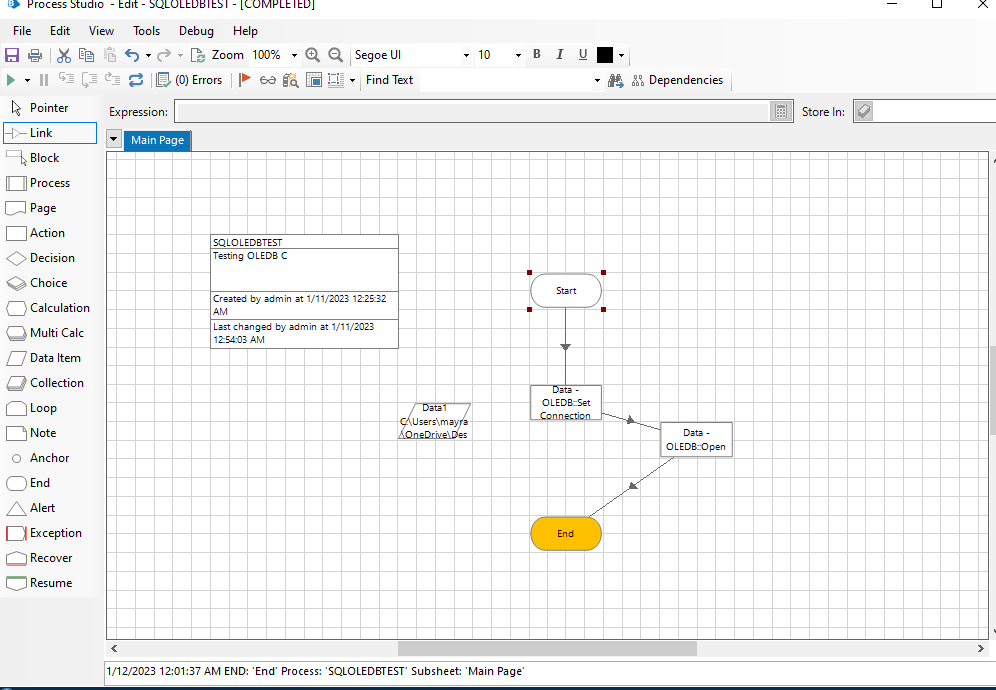 Process Studio - Edit - SQLOLEDBTEST - [COMPLETED]
File Edit View Tools Debug Help
Zoom 100% Segoe UI 10 B I U
(0) Errors Find Text Dependencies
Pointer
Link
Block
Process
Page
Action
Decision
Choice
Calculation
Multi Calc
Data Item
Collection
Loop
Note
Anchor
End
Alert
Exception
Recover
Resume
Expression: Store In:
Main Page
SQLOLEDBTEST
Testing OLEDB C
Created by admin at 1/11/2023 12:25:32
AM
Last changed by admin at 1/11/2023
12:54:03 AM
Start
Data -
OLEDB::Set
Connection
Data1
C:\Users\mayra
\OneDrive\Des
Data -
OLEDB::Open
End
1/12/2023 12:01:37 AM END: 'End' Process: 'SQLOLEDBTEST' Subsheet: 'Main Page'